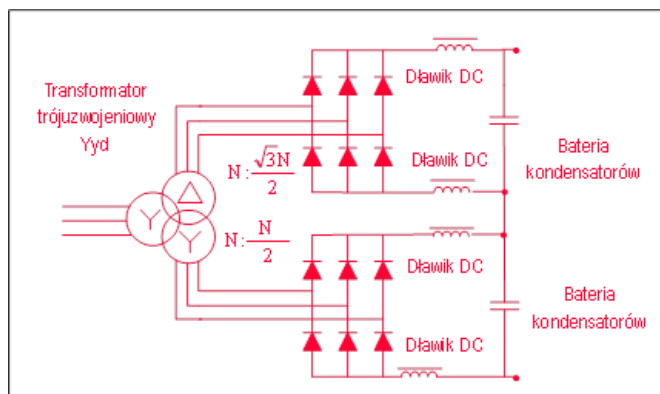 Transformator
trójuzwojeniowy
Yyd
Dławik DC
Dławik DC
Bateria
kondensatorów
N : √3N/2
Δ
Y
Y
N : N/2
Dławik DC
Dławik DC
Bateria
kondensatorów